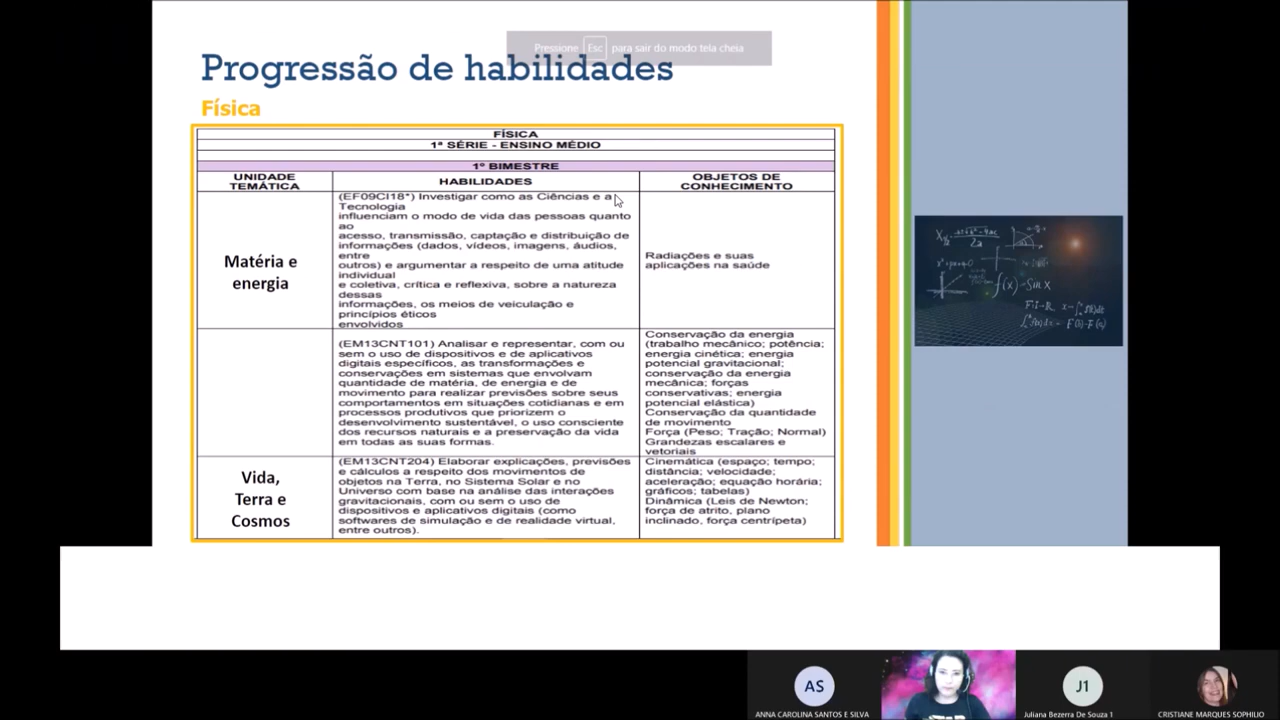 Pressione Esc para sair do modo tela cheia
Progressão de habilidades
Física
FÍSICA
1ª SÉRIE - ENSINO MÉDIO
1º BIMESTRE
UNIDADE
TEMÁTICA
HABILIDADES
OBJETOS DE
CONHECIMENTO
Matéria e
energia
(EF09CI18*) Investigar como as Ciências e a
Tecnologia
influenciam o modo de vida das pessoas quanto
ao
acesso, transmissão, captação e distribuição de
informações (dados, vídeos, imagens, áudios,
entre
outros) e argumentar a respeito de uma atitude
individual
e coletiva, crítica e reflexiva, sobre a natureza
dessas
informações, os meios de veiculação e
princípios éticos
envolvidos
Radiações e suas
aplicações na saúde
(EM13CNT101) Analisar e representar, com ou
sem o uso de dispositivos e de aplicativos
digitais específicos, as transformações e
conservações em sistemas que envolvam
quantidade de matéria, de energia e de
movimento para realizar previsões sobre seus
comportamentos em situações cotidianas e em
processos produtivos que priorizem o
desenvolvimento sustentável, o uso consciente
dos recursos naturais e a preservação da vida
em todas as suas formas.
Conservação da energia
(trabalho mecânico; potência;
energia cinética; energia
potencial gravitacional;
conservação da energia
mecânica; forças
conservativas; energia
potencial elástica)
Conservação da quantidade
de movimento
Força (Peso; Tração; Normal)
Grandezas escalares e
vetoriais
Vida,
Terra e
Cosmos
(EM13CNT204) Elaborar explicações, previsões
e cálculos a respeito dos movimentos de
objetos na Terra, no Sistema Solar e no
Universo com base na análise das interações
gravitacionais, com ou sem o uso de
dispositivos e aplicativos digitais (como
softwares de simulação e de realidade virtual,
entre outros).
Cinemática (espaço; tempo;
distância; velocidade;
aceleração; equação horária;
gráficos; tabelas)
Dinâmica (Leis de Newton;
força de atrito, plano
inclinado, força centrípeta)
f(x)=Sin x
AS
ANNA CAROLINA SANTOS E SILVA
J1
Juliana Bezerra De Souza 1
CRISTIANE MARQUES SOPHILIO